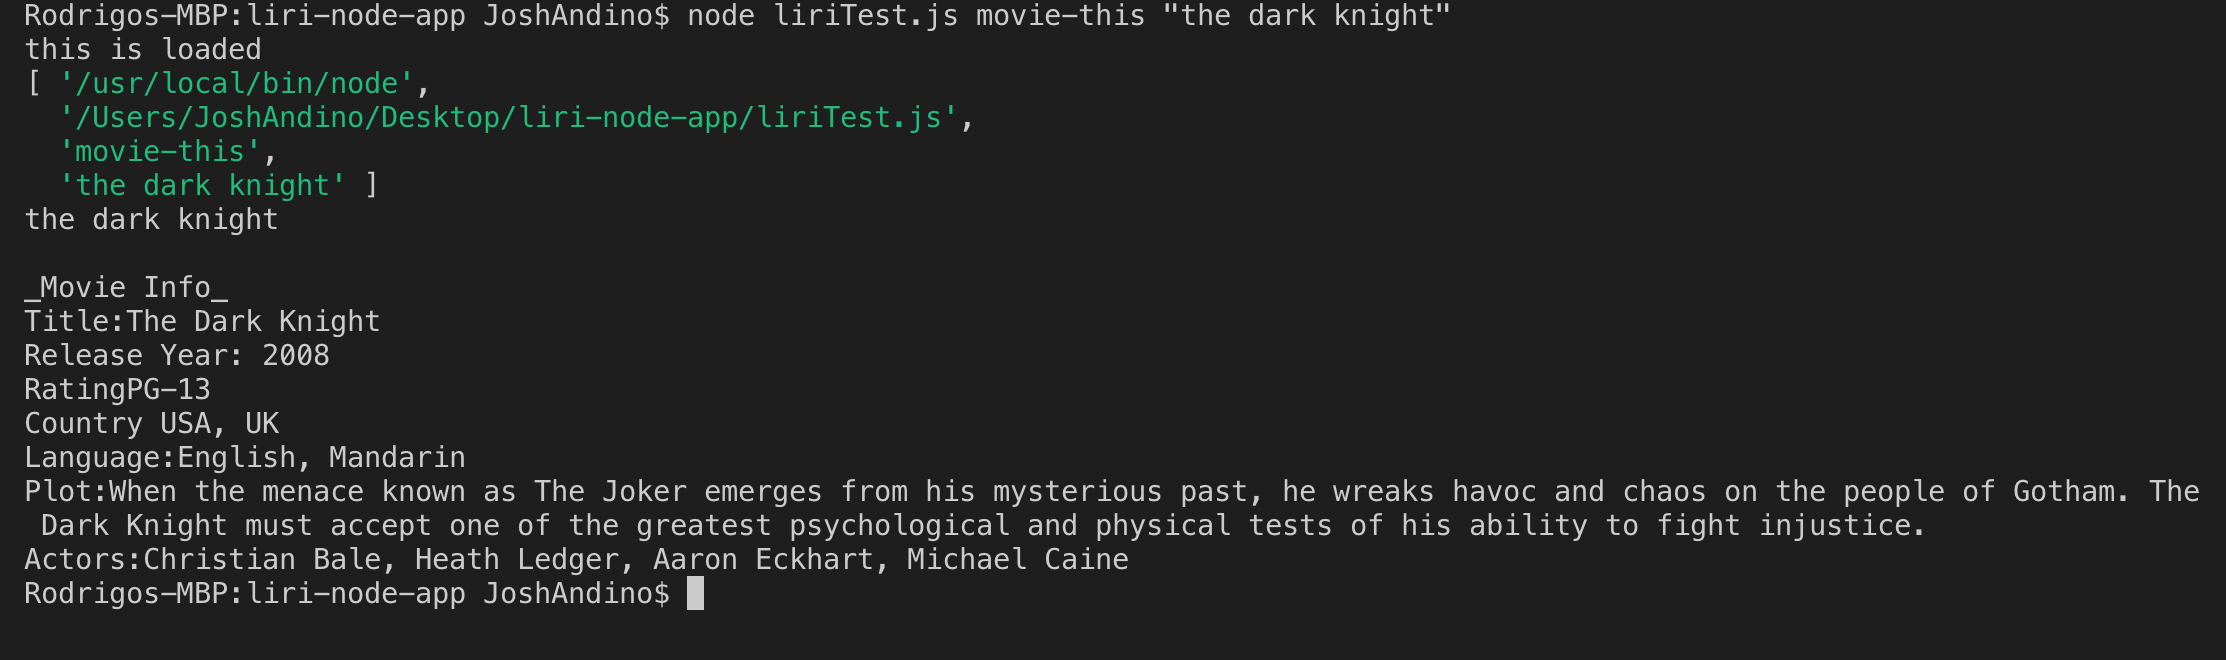 Rodrigos-MBP:liri-node-app JoshAndino$ node liriTest.js movie-this "the dark knight"
this is loaded
[ '/usr/local/bin/node',
  '/Users/JoshAndino/Desktop/liri-node-app/liriTest.js',
  'movie-this',
  'the dark knight' ]
the dark knight

_Movie Info_
Title:The Dark Knight
Release Year: 2008
RatingPG-13
Country USA, UK
Language:English, Mandarin
Plot:When the menace known as The Joker emerges from his mysterious past, he wreaks havoc and chaos on the people of Gotham. The
 Dark Knight must accept one of the greatest psychological and physical tests of his ability to fight injustice.
Actors:Christian Bale, Heath Ledger, Aaron Eckhart, Michael Caine
Rodrigos-MBP:liri-node-app JoshAndino$